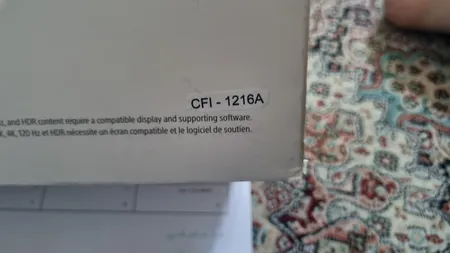 CFI - 1216A
and HDR content require a compatible display and supporting software.
4K, 120 Hz et HDR nécessite un écran compatible et le logiciel de soutien.